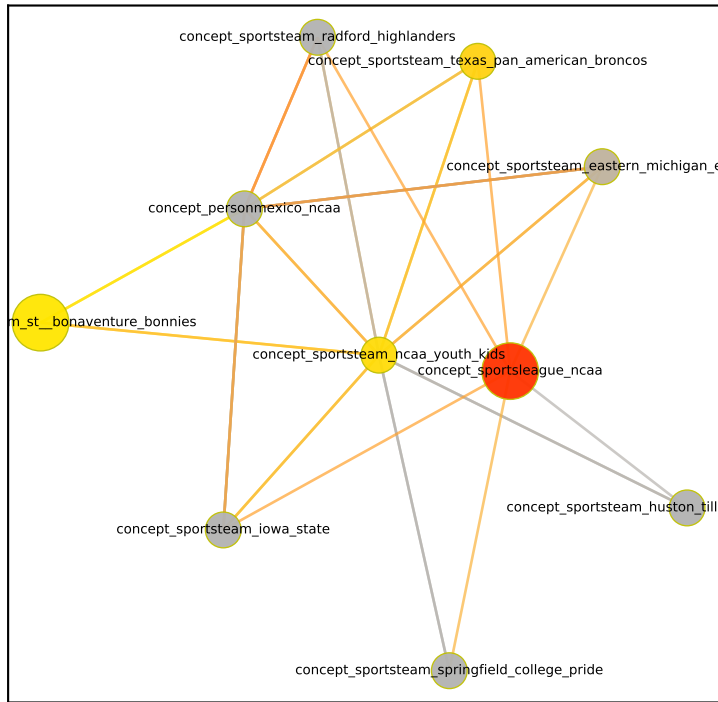 concept_sportsteam_radford_highlanders
concept_sportsteam_texas_pan_american_broncos
concept_sportsteam_eastern_michigan_e
concept_personmexico_ncaa
m_st__bonaventure_bonnies
concept_sportsteam_ncaa_youth_kids
concept_sportsleague_ncaa
concept_sportsteam_huston_till
concept_sportsteam_iowa_state
concept_sportsteam_springfield_college_pride